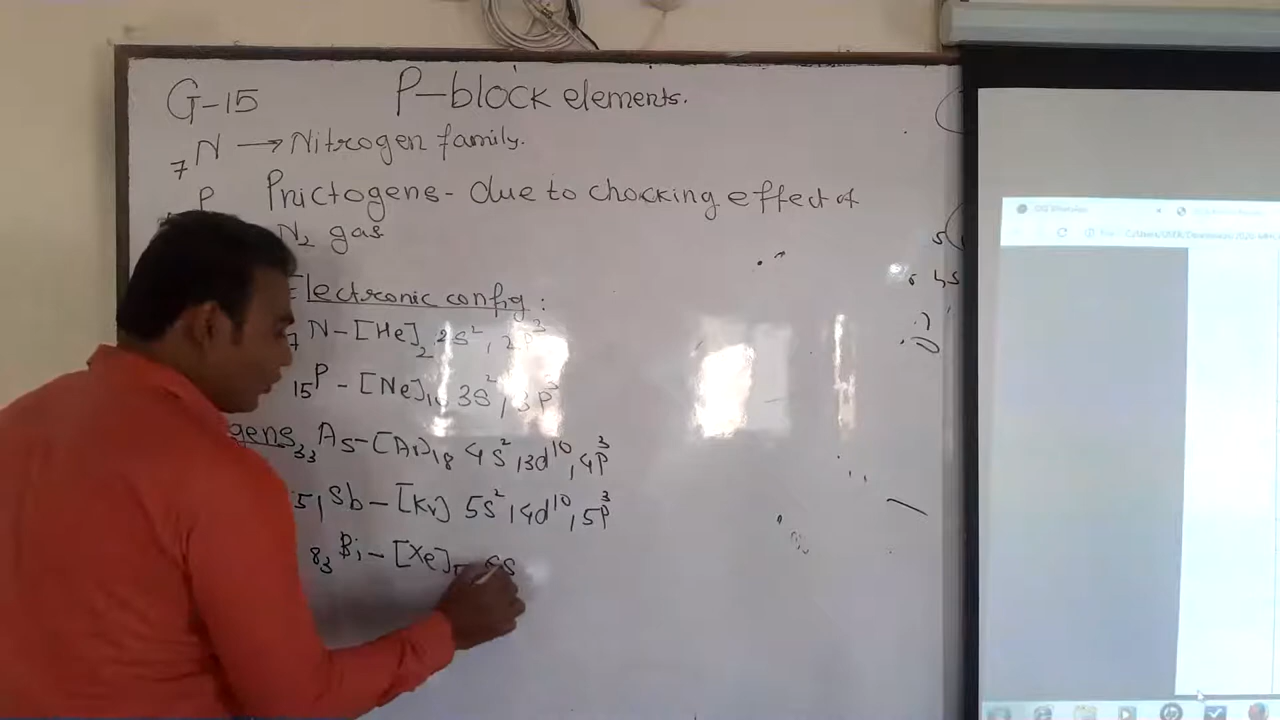 G-15 P-block elements.
7N → Nitrogen family.
P Pnictogens- due to chocking effect of
N2 gas
Electronic config:
7N-[He]2 2s², 2p³
15P-[Ne]10 3s², 3p³
gens
33As-[Ar]18 4s², 3d¹⁰, 4p³
51Sb-[Kr] 5s², 4d¹⁰, 5p³
83Bi-[Xe]5 6s